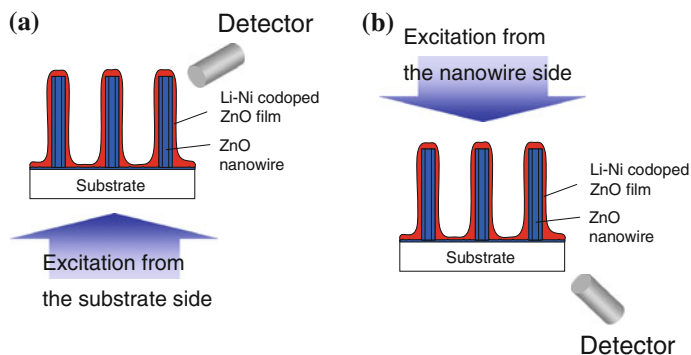 (a)
Detector
Li-Ni codoped
ZnO film
ZnO
nanowire
Substrate
Excitation from
the substrate side
(b)
Excitation from
the nanowire side
Li-Ni codoped
ZnO film
ZnO
nanowire
Substrate
Detector